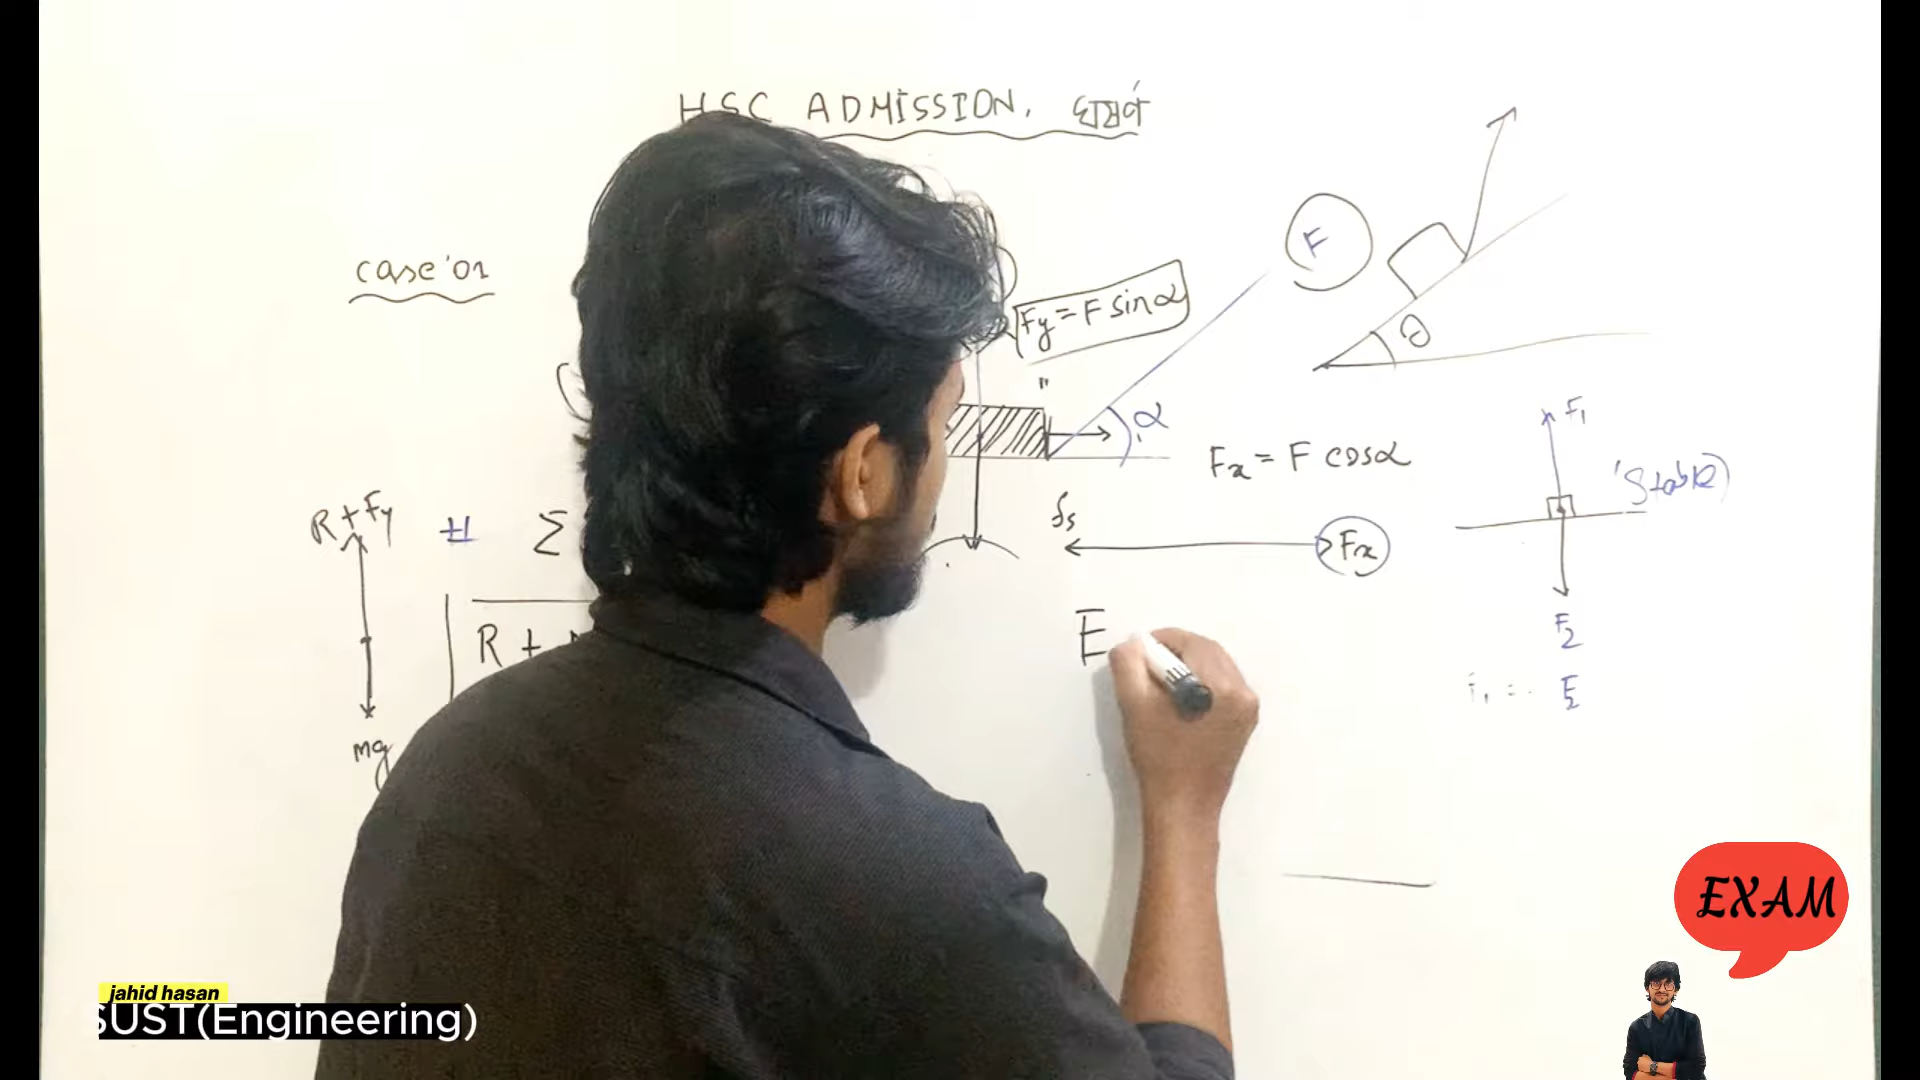 HSC ADMISSION, ঘর্ষণ
case'01
Fy = F sinα
F
θ
α
Fx = F cosα
F₁
(Stable)
R + Fy
Σ
fs
Fx
F₂
E
R +
mg
EXAM
jahid hasan
SUST(Engineering)